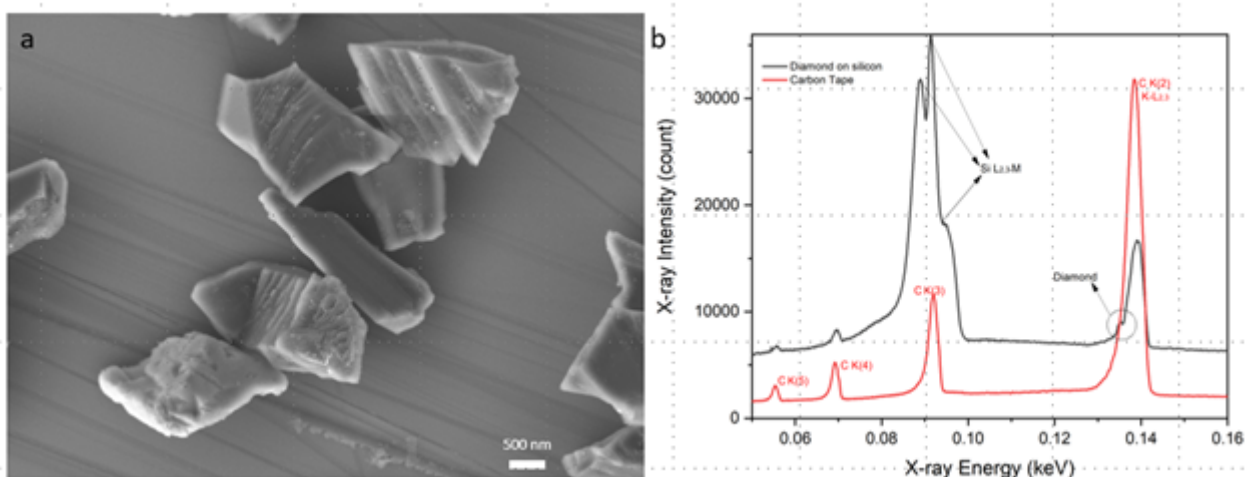 a
500 nm
b
Diamond on silicon
Carbon Tape
C K(2)
K-L₂,₃
Si L₂,₃-M
Diamond
C K(3)
C K(4)
C K(5)
30000
20000
10000
0
X-ray Intensity (count)
0.06
0.08
0.10
0.12
0.14
0.16
X-ray Energy (keV)